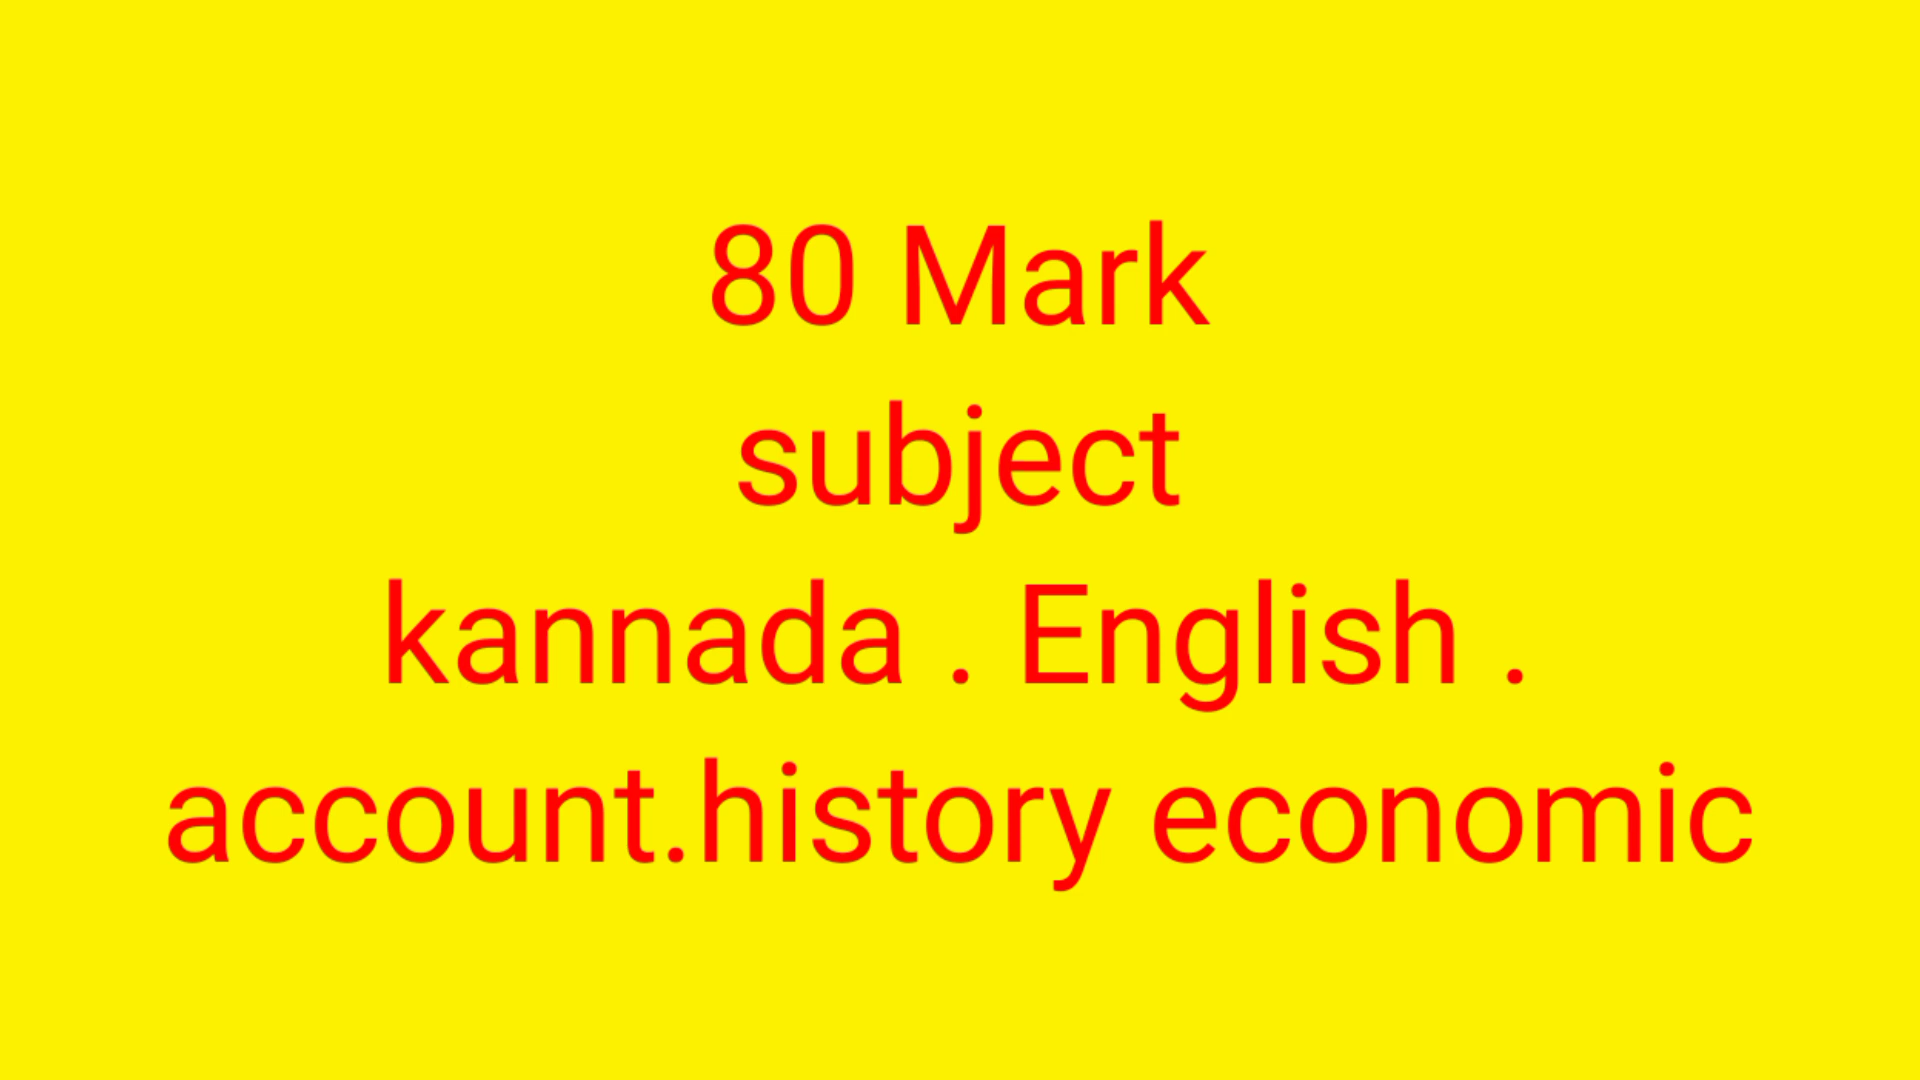 80 Mark
subject
kannada . English .
account.history economic